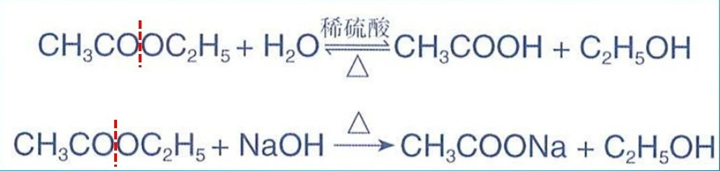 稀硫酸
CH₃COOC₂H₅ + H₂O ⇌ CH₃COOH + C₂H₅OH
△
△
CH₃COOC₂H₅ + NaOH → CH₃COONa + C₂H₅OH